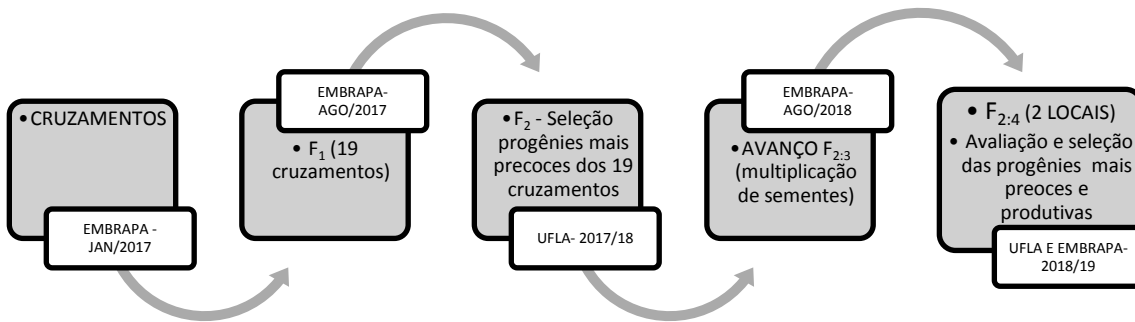 • CRUZAMENTOS
EMBRAPA -
JAN/2017
EMBRAPA-
AGO/2017
• F₁ (19
cruzamentos)
• F₂ - Seleção
progênies mais
precoces dos 19
cruzamentos
UFLA- 2017/18
EMBRAPA-
AGO/2018
• AVANÇO F₂:₃
(multiplicação
de sementes)
• F₂:₄ (2 LOCAIS)
• Avaliação e seleção
das progênies mais
preoces e
produtivas
UFLA E EMBRAPA-
2018/19